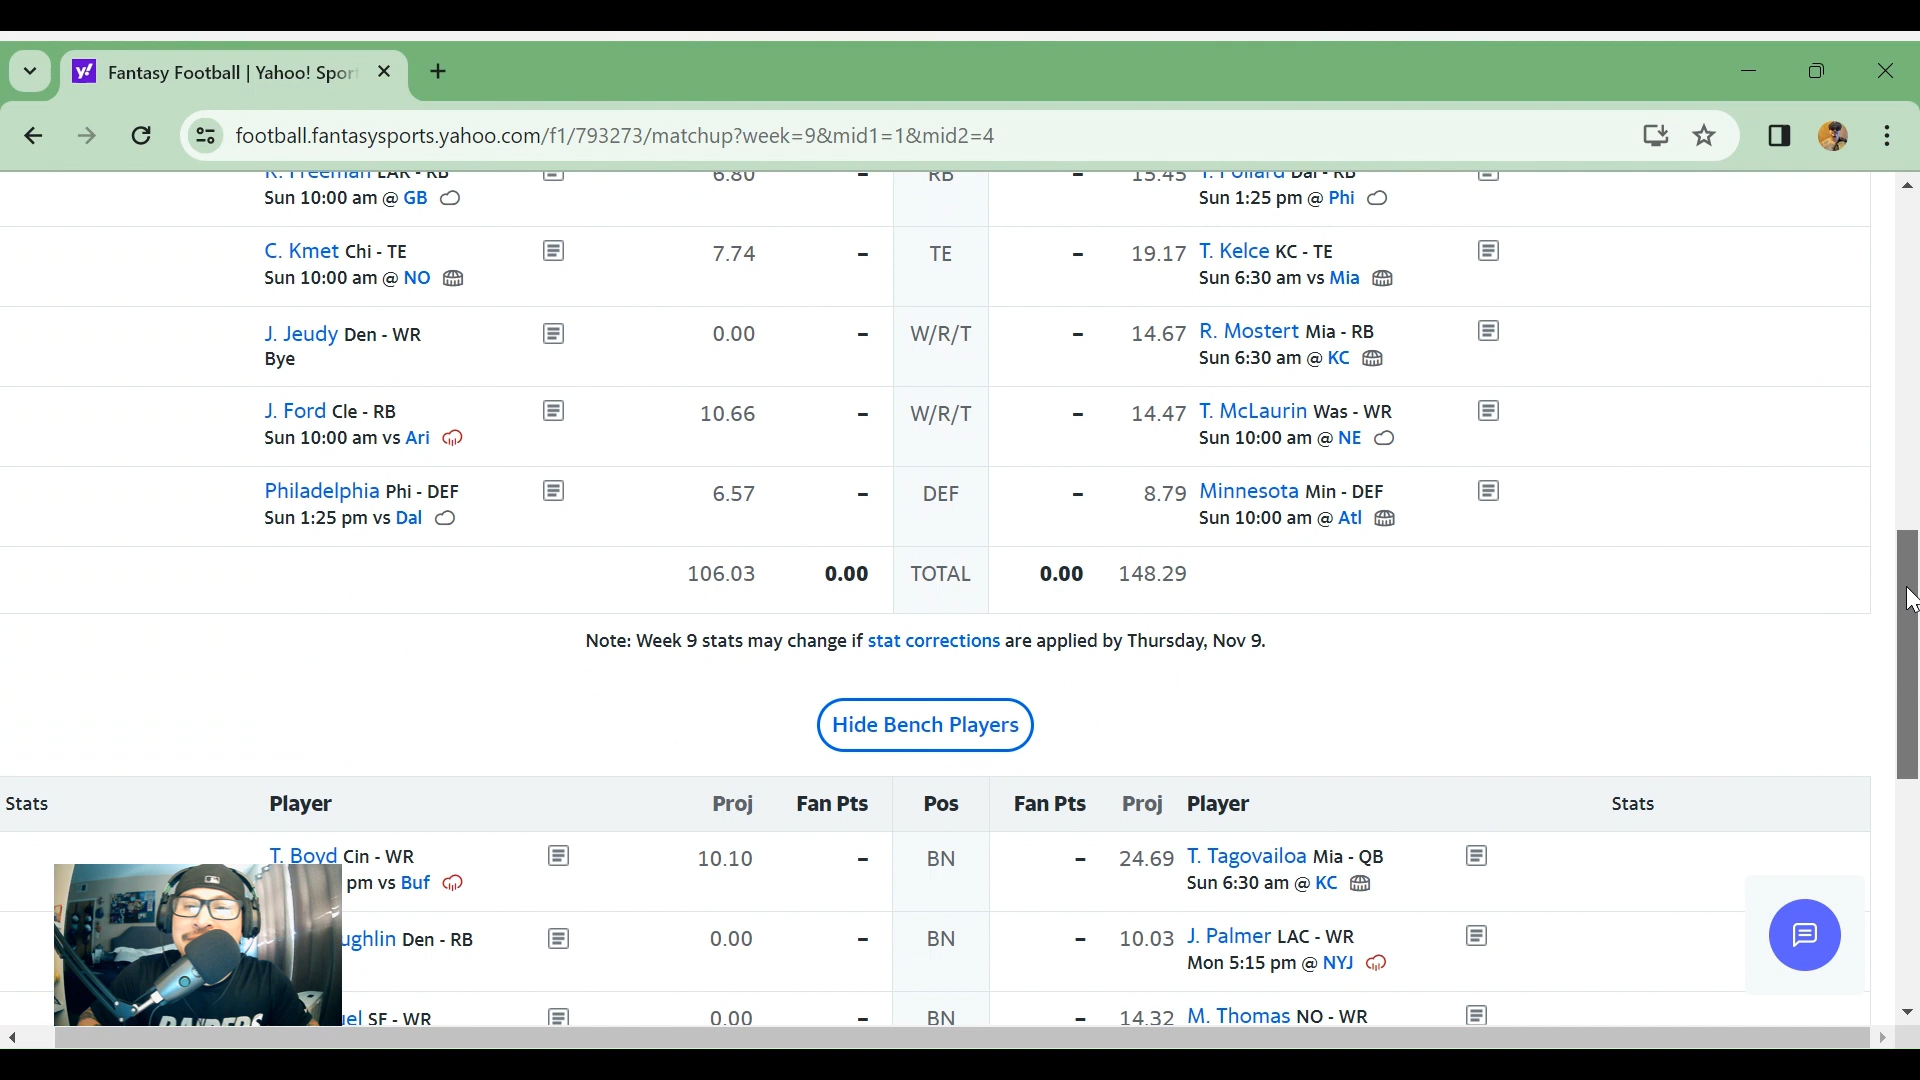 Fantasy Football | Yahoo! Spor
football.fantasysports.yahoo.com/f1/793273/matchup?week=9&mid1=1&mid2=4
R. Freeman LAR - RB 6.80 – RB – 15.45 T. Pollard Dal - RB
Sun 10:00 am @ GB Sun 1:25 pm @ Phi
C. Kmet Chi - TE 7.74 – TE – 19.17 T. Kelce KC - TE
Sun 10:00 am @ NO Sun 6:30 am vs Mia
J. Jeudy Den - WR 0.00 – W/R/T – 14.67 R. Mostert Mia - RB
Bye Sun 6:30 am @ KC
J. Ford Cle - RB 10.66 – W/R/T – 14.47 T. McLaurin Was - WR
Sun 10:00 am vs Ari Sun 10:00 am @ NE
Philadelphia Phi - DEF 6.57 – DEF – 8.79 Minnesota Min - DEF
Sun 1:25 pm vs Dal Sun 10:00 am @ Atl
106.03 0.00 TOTAL 0.00 148.29
Note: Week 9 stats may change if stat corrections are applied by Thursday, Nov 9.
Hide Bench Players
Stats Player Proj Fan Pts Pos Fan Pts Proj Player Stats
T. Boyd Cin - WR 10.10 – BN – 24.69 T. Tagovailoa Mia - QB
pm vs Buf Sun 6:30 am @ KC
ughlin Den - RB 0.00 – BN – 10.03 J. Palmer LAC - WR
Mon 5:15 pm @ NYJ
uel SF - WR 0.00 – BN – 14.32 M. Thomas NO - WR
RAIDERS